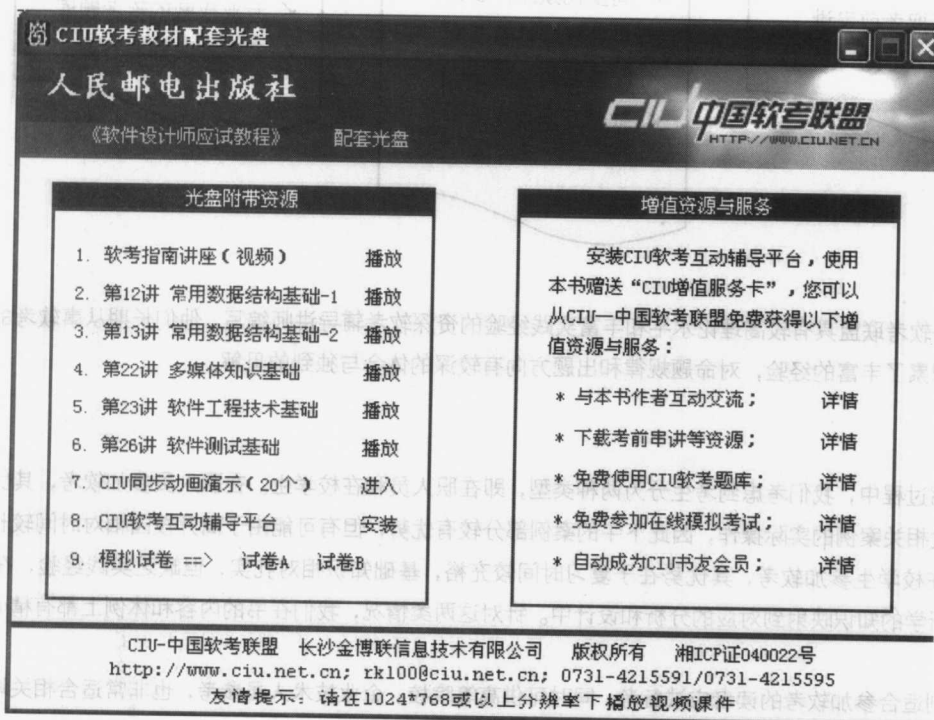 CIU软考教材配套光盘
人民邮电出版社
CIU 中国软考联盟
HTTP://WWW.CIU.NET.CN
《软件设计师应试教程》 配套光盘
光盘附带资源
1. 软考指南讲座(视频) 播放
2. 第12讲 常用数据结构基础-1 播放
3. 第13讲 常用数据结构基础-2 播放
4. 第22讲 多媒体知识基础 播放
5. 第23讲 软件工程技术基础 播放
6. 第26讲 软件测试基础 播放
7. CIU同步动画演示(20个) 进入
8. CIU软考互动辅导平台 安装
9. 模拟试卷 ==> 试卷A 试卷B
增值资源与服务
安装CIU软考互动辅导平台,使用
本书赠送“CIU增值服务卡”,您可以
从CIU—中国软考联盟免费获得以下增
值资源与服务:
* 与本书作者互动交流; 详情
* 下载考前串讲等资源; 详情
* 免费使用CIU软考题库; 详情
* 免费参加在线模拟考试; 详情
* 自动成为CIU书友会员; 详情
CIU-中国软考联盟 长沙金博联信息技术有限公司 版权所有 湘ICP证040022号
http://www.ciu.net.cn; rk100@ciu.net.cn; 0731-4215591/0731-4215595
友情提示:请在1024*768或以上分辨率下播放视频课件